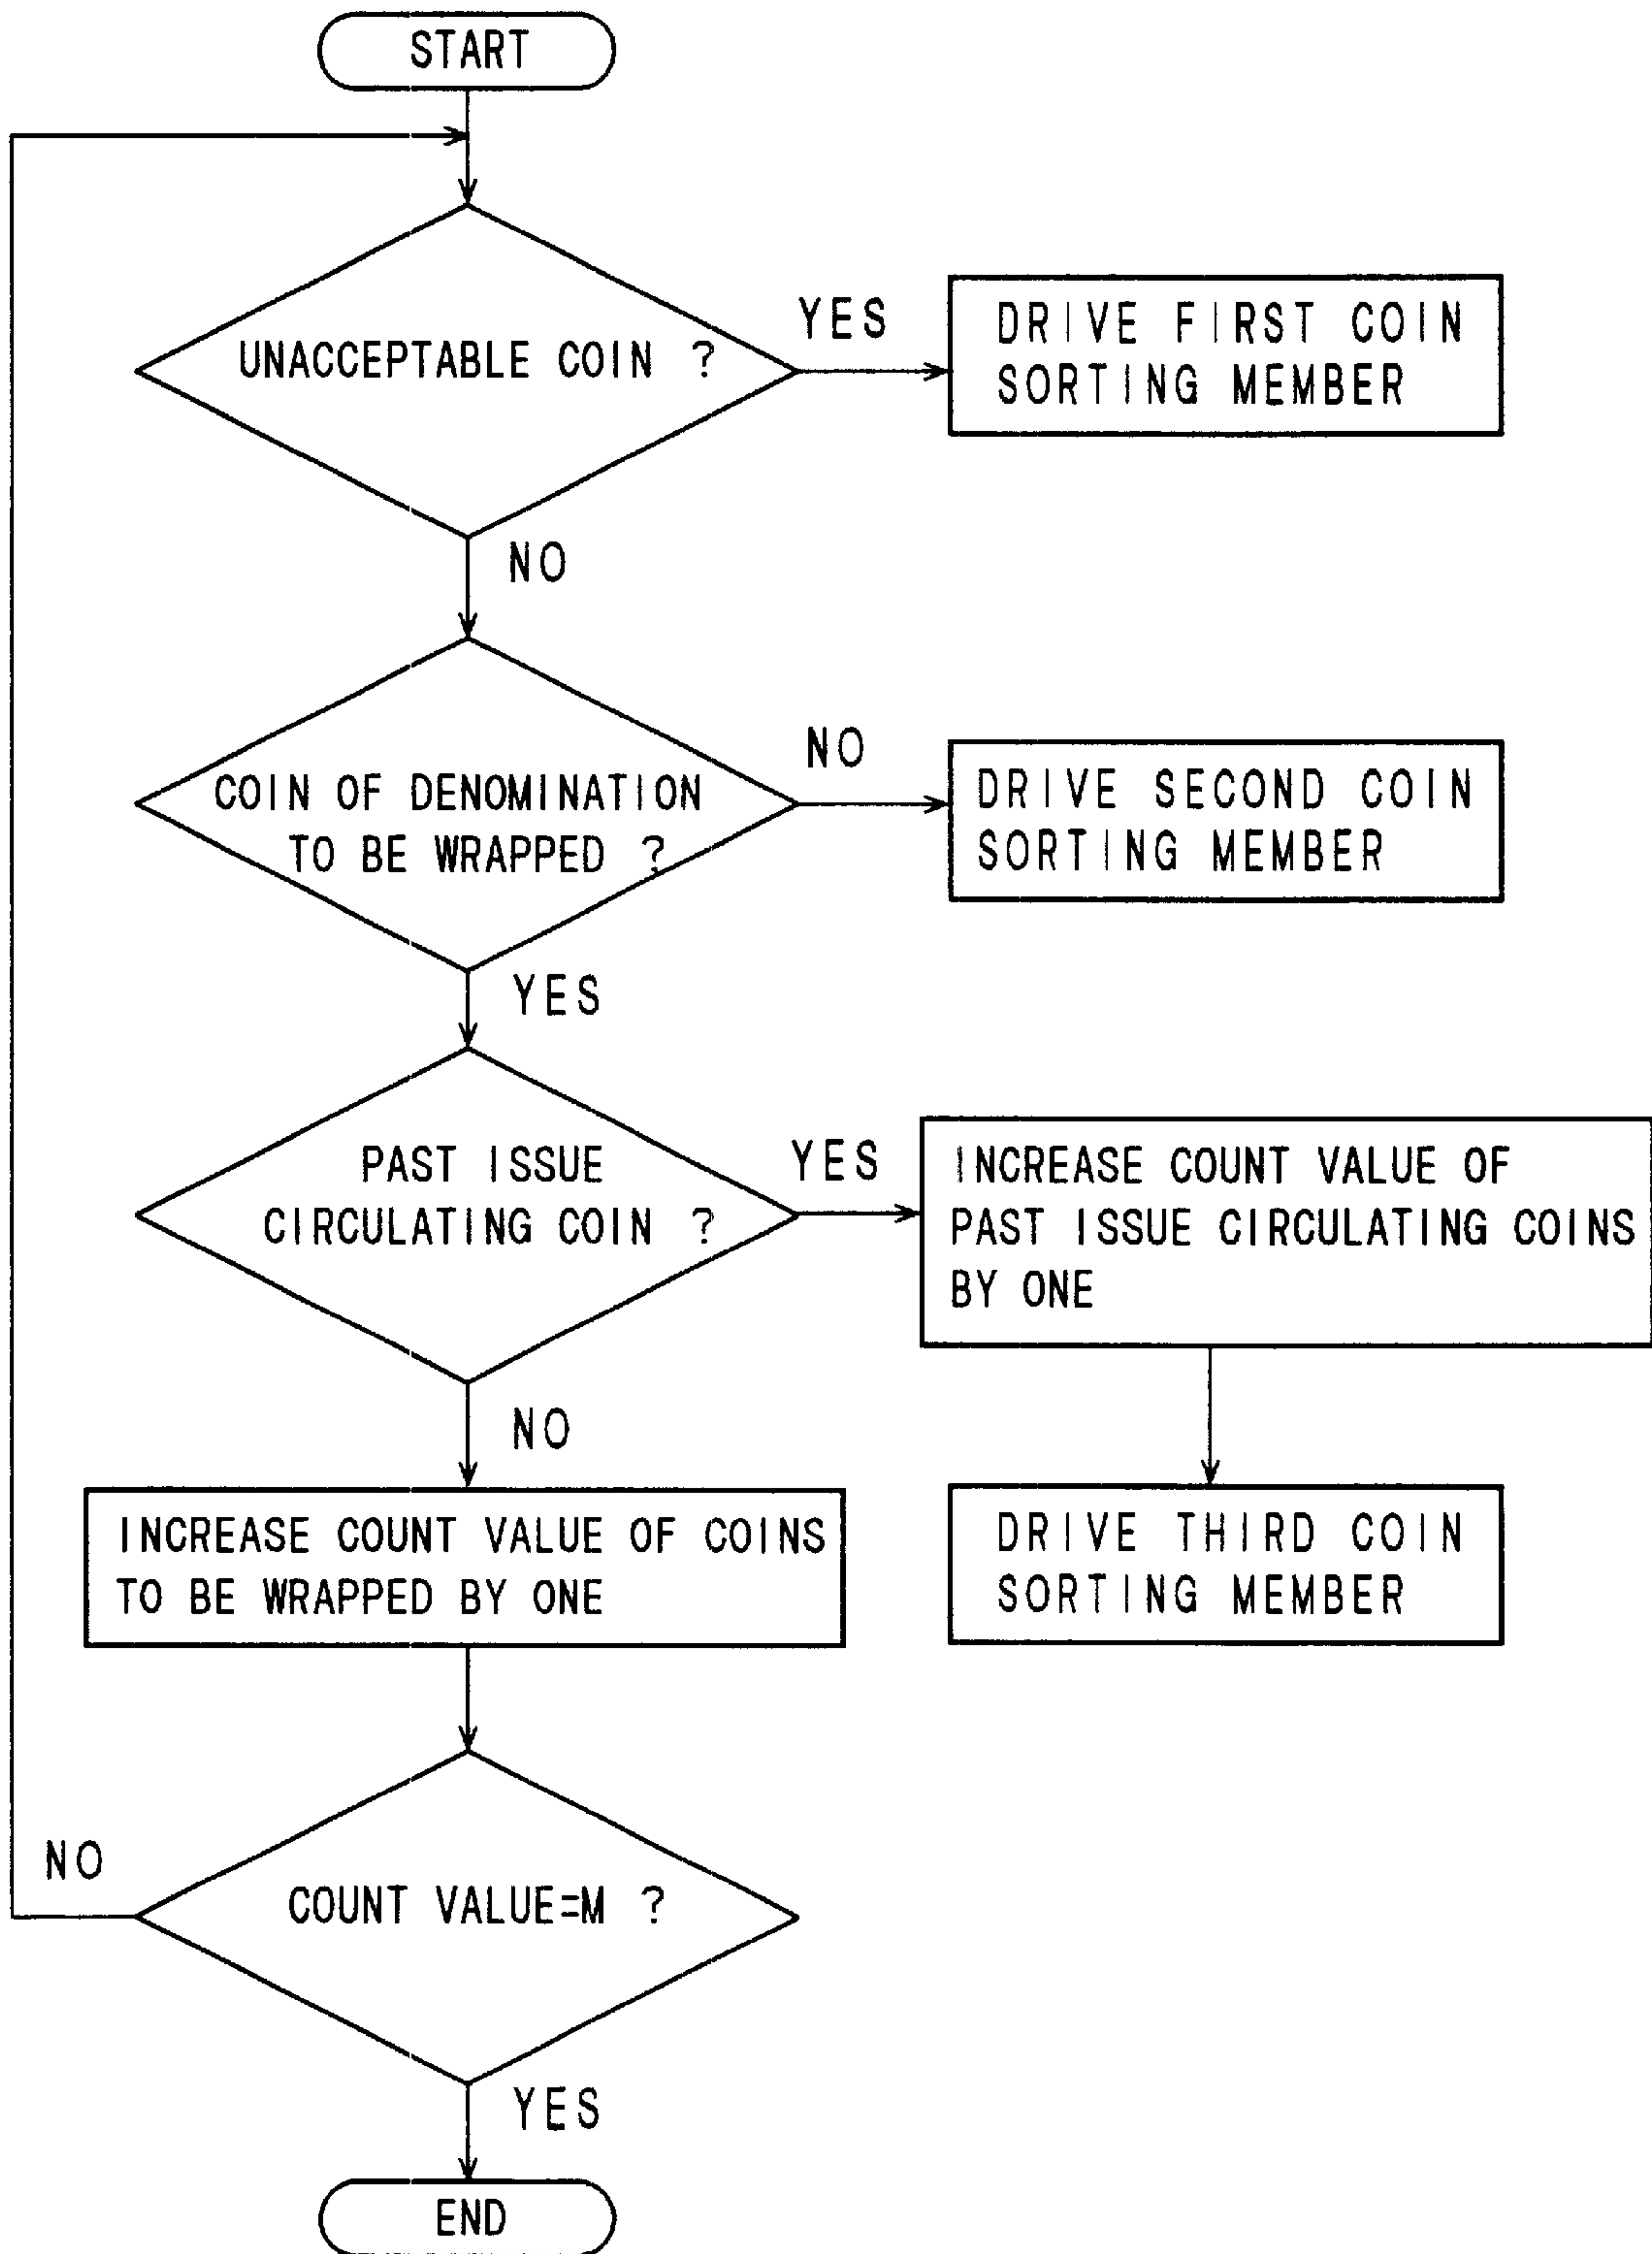 START
UNACCEPTABLE COIN ?
YES
DRIVE FIRST COIN
SORTING MEMBER
NO
COIN OF DENOMINATION
TO BE WRAPPED ?
NO
DRIVE SECOND COIN
SORTING MEMBER
YES
PAST ISSUE
CIRCULATING COIN ?
YES
INCREASE COUNT VALUE OF
PAST ISSUE CIRCULATING COINS
BY ONE
NO
INCREASE COUNT VALUE OF COINS
TO BE WRAPPED BY ONE
DRIVE THIRD COIN
SORTING MEMBER
COUNT VALUE=M ?
NO
YES
END